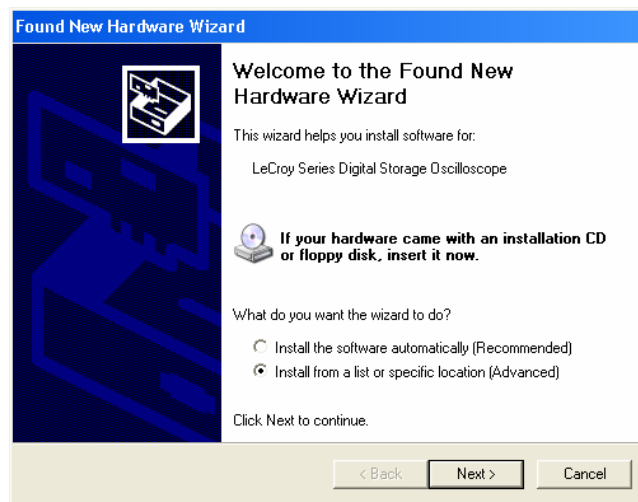 Found New Hardware Wizard
Welcome to the Found New
Hardware Wizard
This wizard helps you install software for:
LeCroy Series Digital Storage Oscilloscope
If your hardware came with an installation CD
or floppy disk, insert it now.
What do you want the wizard to do?
Install the software automatically (Recommended)
Install from a list or specific location (Advanced)
Click Next to continue.
< Back
Next >
Cancel